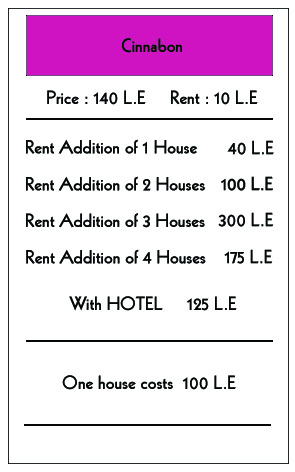 Cinnabon
Price : 140 L.E Rent : 10 L.E
Rent Addition of 1 House 40 L.E
Rent Addition of 2 Houses 100 L.E
Rent Addition of 3 Houses 300 L.E
Rent Addition of 4 Houses 175 L.E
With HOTEL 125 L.E
One house costs 100 L.E